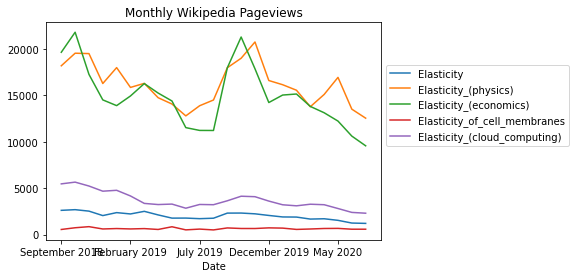 Monthly Wikipedia Pageviews
20000
15000
10000
5000
0
September 2018 February 2019 July 2019 December 2019 May 2020
Date
Elasticity
Elasticity_(physics)
Elasticity_(economics)
Elasticity_of_cell_membranes
Elasticity_(cloud_computing)